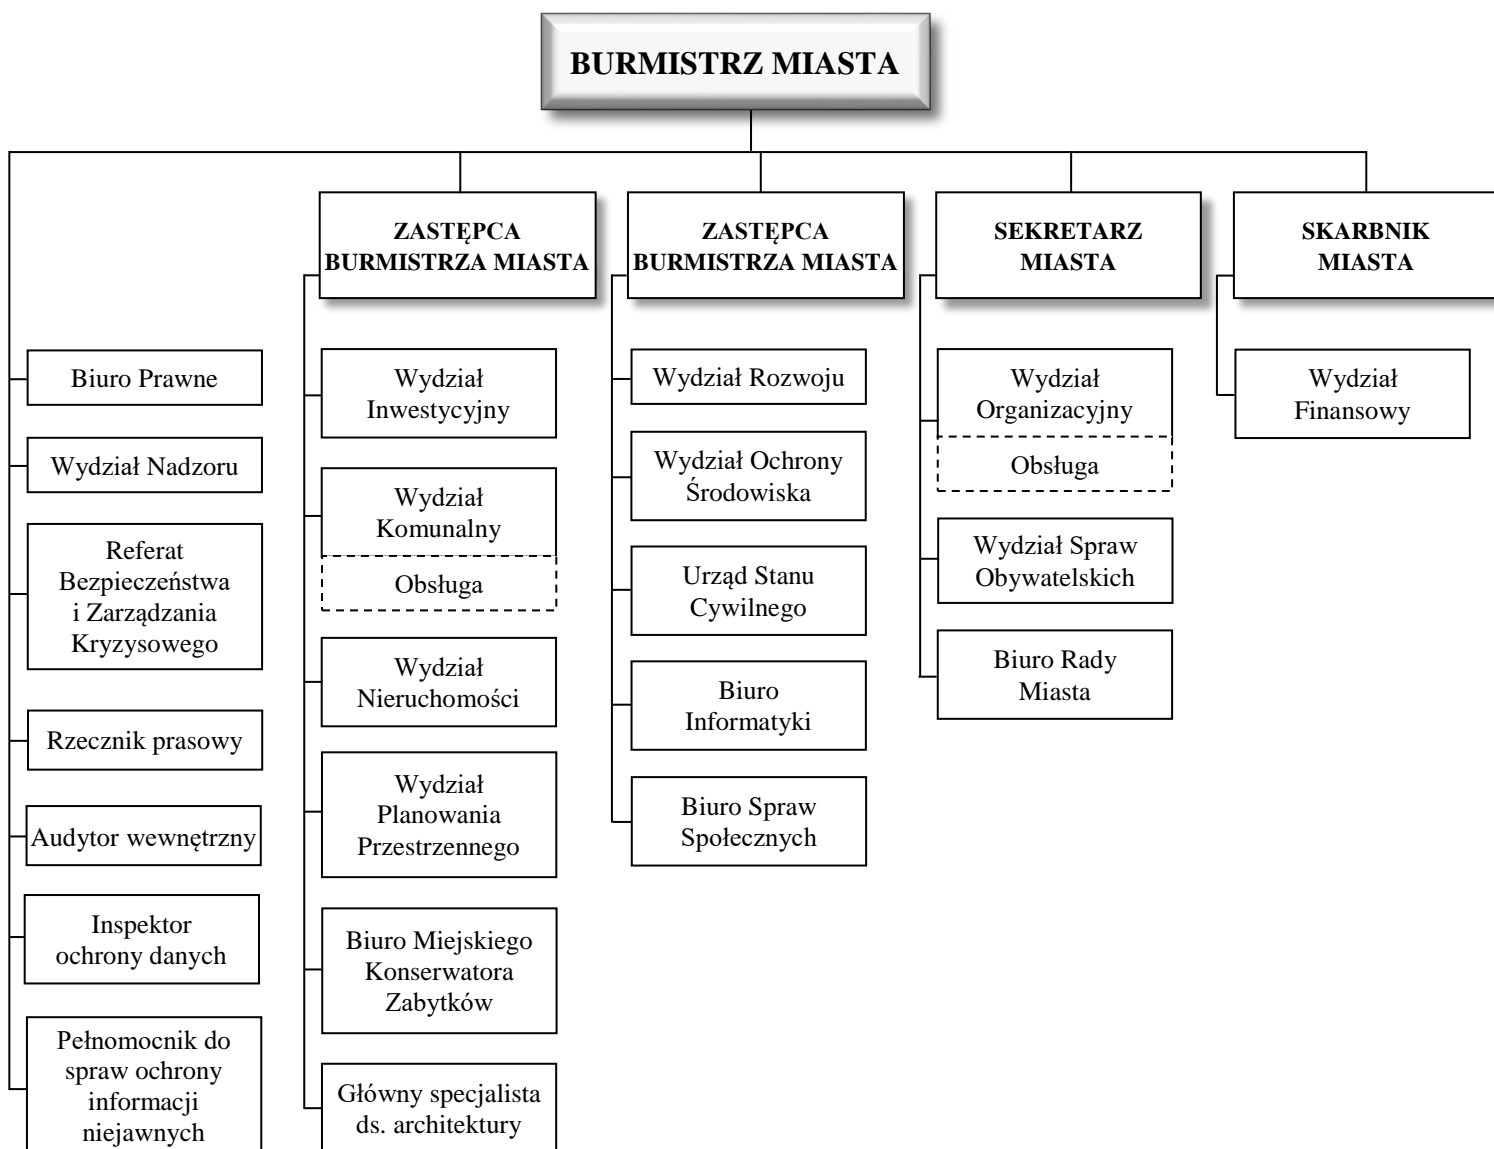 BURMISTRZ MIASTA
ZASTĘPCA
BURMISTRZA MIASTA
ZASTĘPCA
BURMISTRZA MIASTA
SEKRETARZ
MIASTA
SKARBNIK
MIASTA
Biuro Prawne
Wydział Nadzoru
Referat
Bezpieczeństwa
i Zarządzania
Kryzysowego
Rzecznik prasowy
Audytor wewnętrzny
Inspektor
ochrony danych
Pełnomocnik do
spraw ochrony
informacji
niejawnych
Wydział
Inwestycyjny
Wydział
Komunalny
Obsługa
Wydział
Nieruchomości
Wydział
Planowania
Przestrzennego
Biuro Miejskiego
Konserwatora
Zabytków
Główny specjalista
ds. architektury
Wydział Rozwoju
Wydział Ochrony
Środowiska
Urząd Stanu
Cywilnego
Biuro
Informatyki
Biuro Spraw
Społecznych
Wydział
Organizacyjny
Obsługa
Wydział Spraw
Obywatelskich
Biuro Rady
Miasta
Wydział
Finansowy